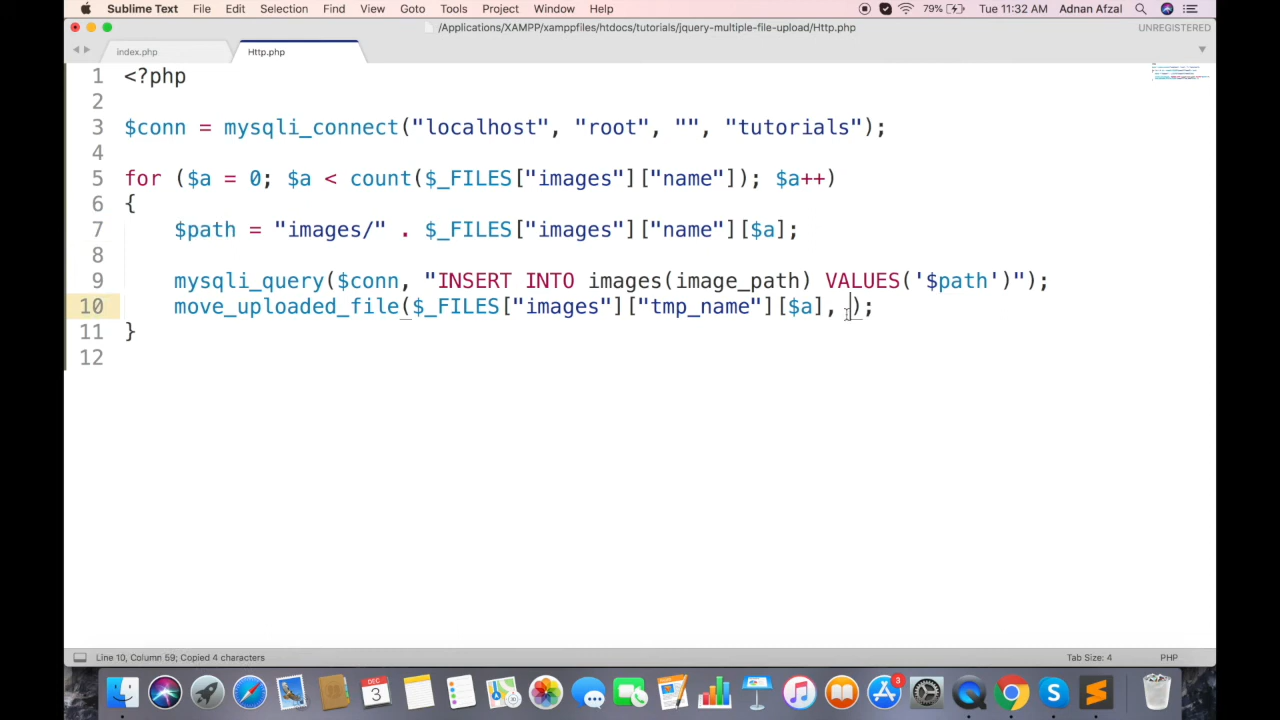 Sublime Text File Edit Selection Find View Goto Tools Project Window Help 79% Tue 11:32 AM Adnan Afzal
/Applications/XAMPP/xamppfiles/htdocs/tutorials/jquery-multiple-file-upload/Http.php UNREGISTERED
index.php Http.php
1 <?php
2
3 $conn = mysqli_connect("localhost", "root", "", "tutorials");
4
5 for ($a = 0; $a < count($_FILES["images"]["name"]); $a++)
6 {
7 $path = "images/" . $_FILES["images"]["name"][$a];
8
9 mysqli_query($conn, "INSERT INTO images(image_path) VALUES('$path')");
10 move_uploaded_file($_FILES["images"]["tmp_name"][$a], );
11 }
12
Line 10, Column 59; Copied 4 characters Tab Size: 4 PHP
DEC
3
3